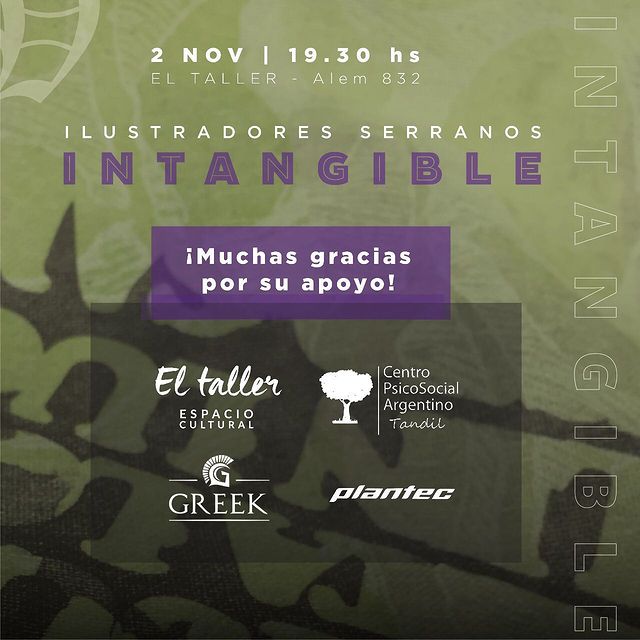 2 NOV | 19.30 hs
EL TALLER - Alem 832
ILUSTRADORES SERRANOS
INTANGIBLE
¡Muchas gracias
por su apoyo!
El taller
ESPACIO
CULTURAL
Centro
PsicoSocial
Argentino
Tandil
G
GREEK
plantec
INTANGIBLE